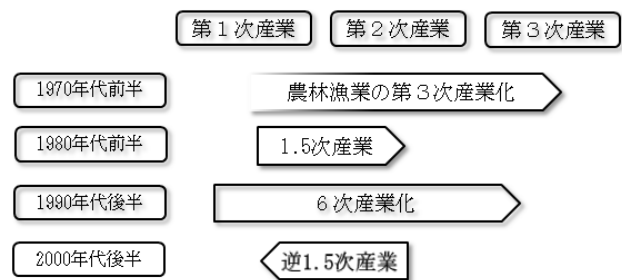 第１次産業 第２次産業 第３次産業
1970年代前半 農林漁業の第３次産業化
1980年代前半 1.5次産業
1990年代後半 ６次産業化
2000年代後半 逆1.5次産業